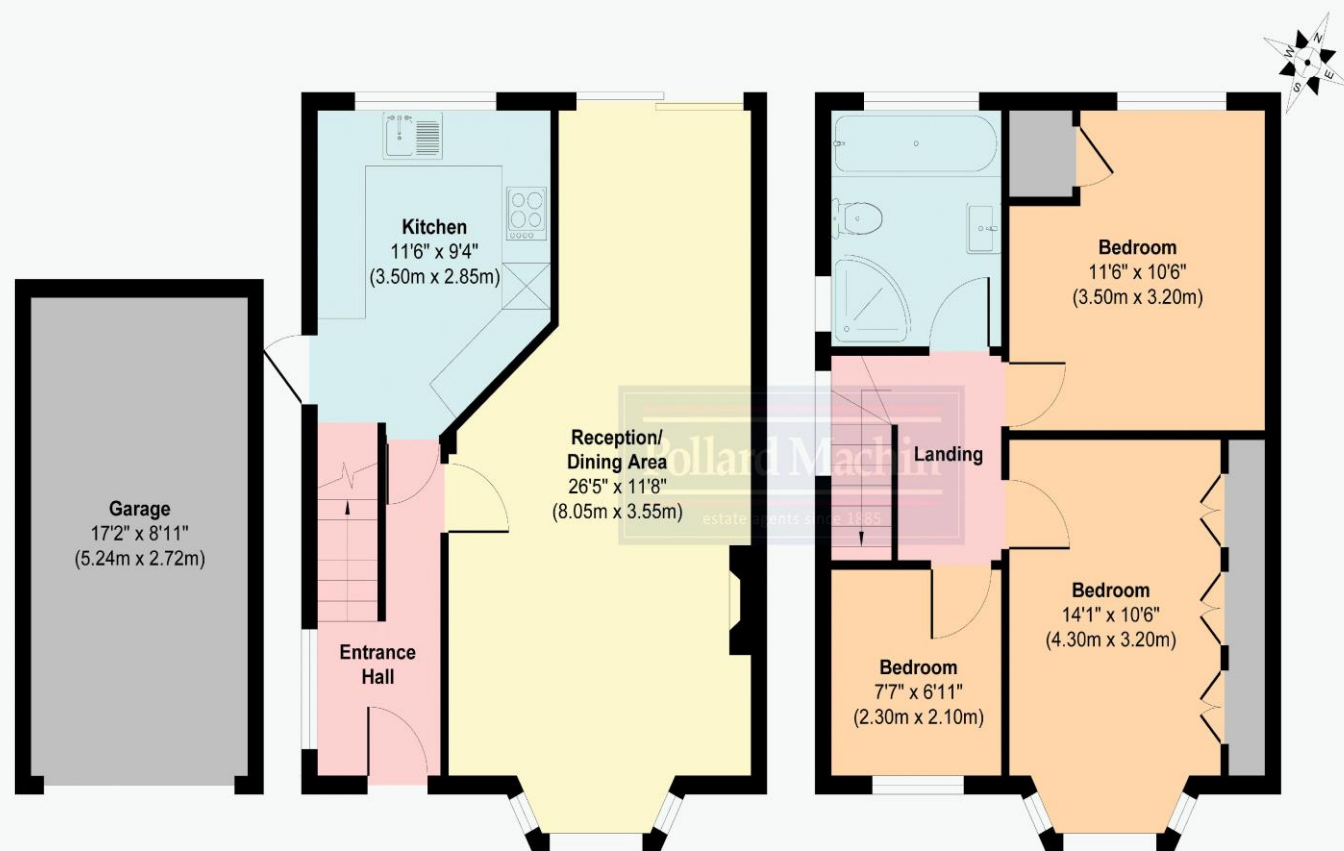 N
W
E
S
Kitchen
11'6" x 9'4"
(3.50m x 2.85m)
Bedroom
11'6" x 10'6"
(3.50m x 3.20m)
Reception/
Dining Area
26'5" x 11'8"
(8.05m x 3.55m)
Pollard Machin
estate agents since 1885
Landing
Garage
17'2" x 8'11"
(5.24m x 2.72m)
Entrance
Hall
Bedroom
14'1" x 10'6"
(4.30m x 3.20m)
Bedroom
7'7" x 6'11"
(2.30m x 2.10m)